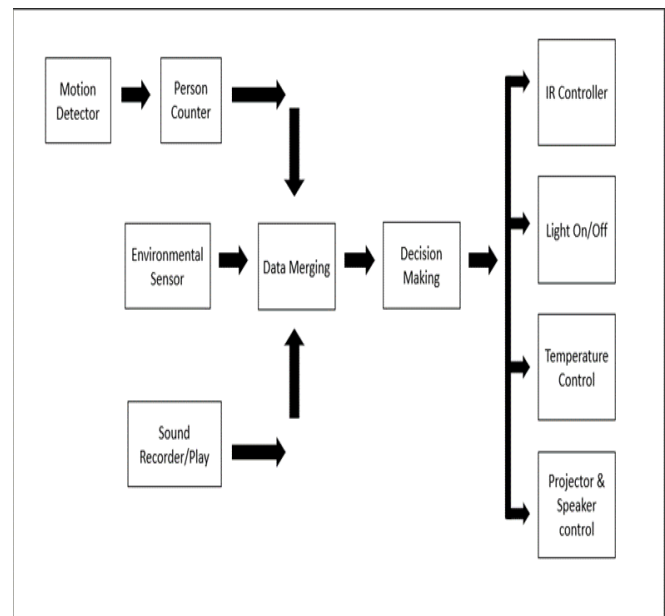 Motion
Detector
Person
Counter
IR Controller
Environmental
Sensor
Data Merging
Decision
Making
Light On/Off
Temperature
Control
Sound
Recorder/Play
Projector &
Speaker
control